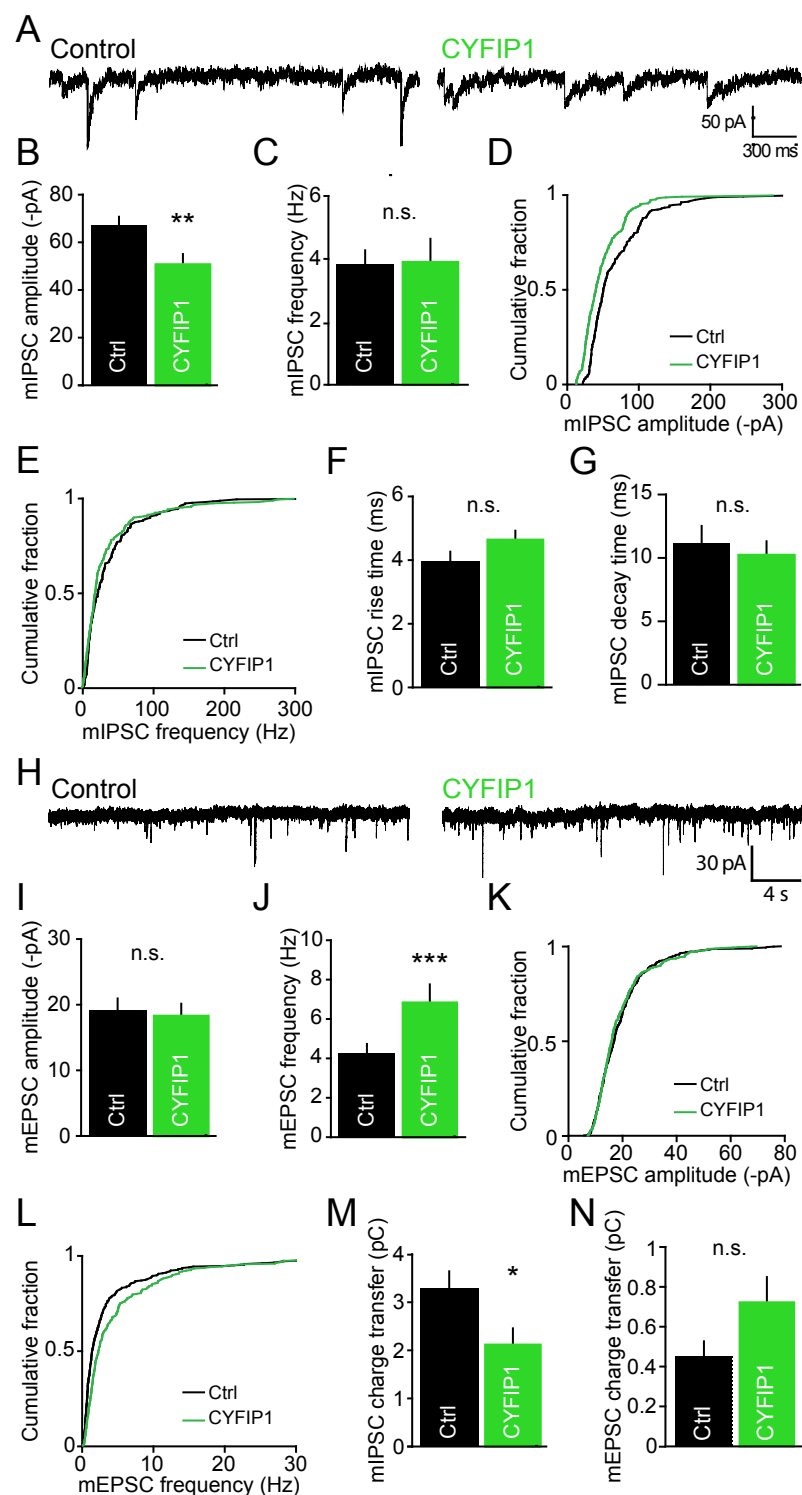 A
Control
CYFIP1
50 pA
300 ms
B
mIPSC amplitude (-pA)
80
60
40
20
0
**
Ctrl
CYFIP1
C
mIPSC frequency (Hz)
6
4
2
0
n.s.
Ctrl
CYFIP1
D
Cumulative fraction
1
0.5
0
Ctrl
CYFIP1
0 100 200 300
mIPSC amplitude (-pA)
E
Cumulative fraction
1
0.5
0
Ctrl
CYFIP1
0 100 200 300
mIPSC frequency (Hz)
F
mIPSC rise time (ms)
6
4
2
0
n.s.
Ctrl
CYFIP1
G
mIPSC decay time (ms)
15
10
5
0
n.s.
Ctrl
CYFIP1
H
Control
CYFIP1
30 pA
4 s
I
mEPSC amplitude (-pA)
30
20
10
0
n.s.
Ctrl
CYFIP1
J
mEPSC frequency (Hz)
10
8
6
4
2
0
***
Ctrl
CYFIP1
K
Cumulative fraction
1
0.5
0
Ctrl
CYFIP1
0 20 40 60 80
mEPSC amplitude (-pA)
L
Cumulative fraction
1
0.5
0
Ctrl
CYFIP1
0 10 20 30
mEPSC frequency (Hz)
M
mIPSC charge transfer (pC)
4
3
2
1
0
*
Ctrl
CYFIP1
N
mEPSC charge transfer (pC)
1
0.8
0.6
0.4
0.2
0
n.s.
Ctrl
CYFIP1